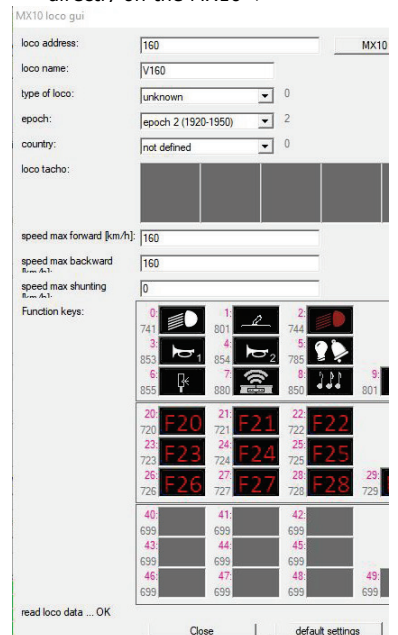 directly on the MX10
MX10 loco gui
loco address: 160 MX10
loco name: V160
type of loco: unknown 0
epoch: epoch 2 (1920-1950) 2
country: not defined 0
loco tacho:
speed max forward [km/h]: 160
speed max backward 160
speed max shunting 0
Function keys:
0: 1: 2:
741 801 744
3: 1 4: 2 5:
853 854 785
6: 7: 8: 9:
855 880 850 801
20: F20 21: F21 22: F22
720 721 722
23: F23 24: F24 25: F25
723 724 725
26: F26 27: F27 28: F28 29:
726 727 728 729
40: 41: 42:
699 699 699
43: 44: 45:
699 699 699
46: 47: 48: 49:
699 699 699 699
read loco data ... OK
Close default settings